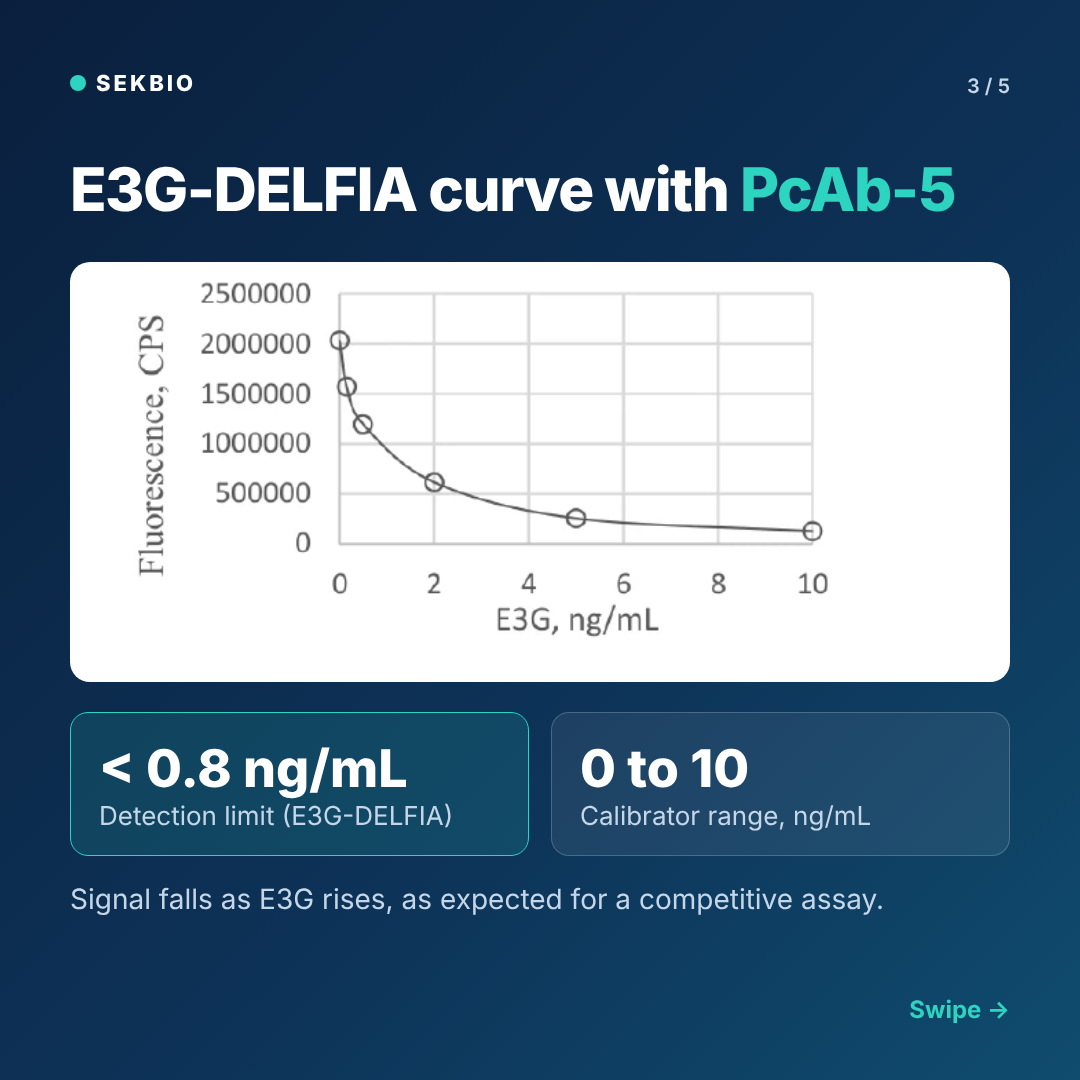 SEKBIO
3 / 5
E3G-DELFIA curve with PcAb-5
Fluorescence, CPS
2500000
2000000
1500000
1000000
500000
0
0 2 4 6 8 10
E3G, ng/mL
< 0.8 ng/mL
Detection limit (E3G-DELFIA)
0 to 10
Calibrator range, ng/mL
Signal falls as E3G rises, as expected for a competitive assay.
Swipe →